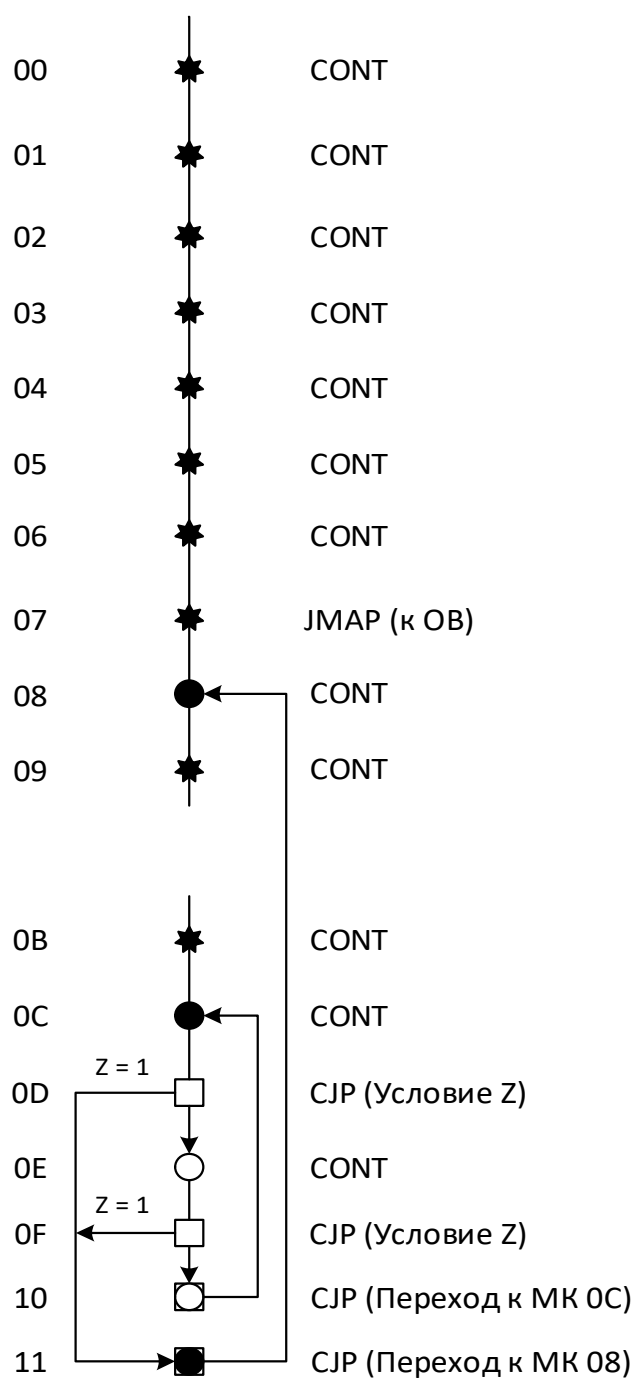 00 CONT
01 CONT
02 CONT
03 CONT
04 CONT
05 CONT
06 CONT
07 JMAP (к ОВ)
08 CONT
09 CONT
0B CONT
0C CONT
Z = 1
0D CJP (Условие Z)
0E CONT
Z = 1
0F CJP (Условие Z)
10 CJP (Переход к МК 0C)
11 CJP (Переход к МК 08)